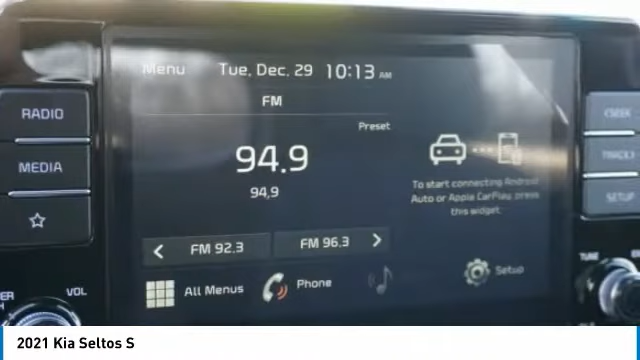 Menu Tue, Dec. 29 10:13 AM
FM
RADIO
Preset
< SEEK
94.9
MEDIA
TRACK >
94.9
To start connecting Android
Auto or Apple CarPlay, press
this widget.
SETUP
FM 92.3 FM 96.3
TUNE
All Menus Phone Setup
VOL
2021 Kia Seltos S